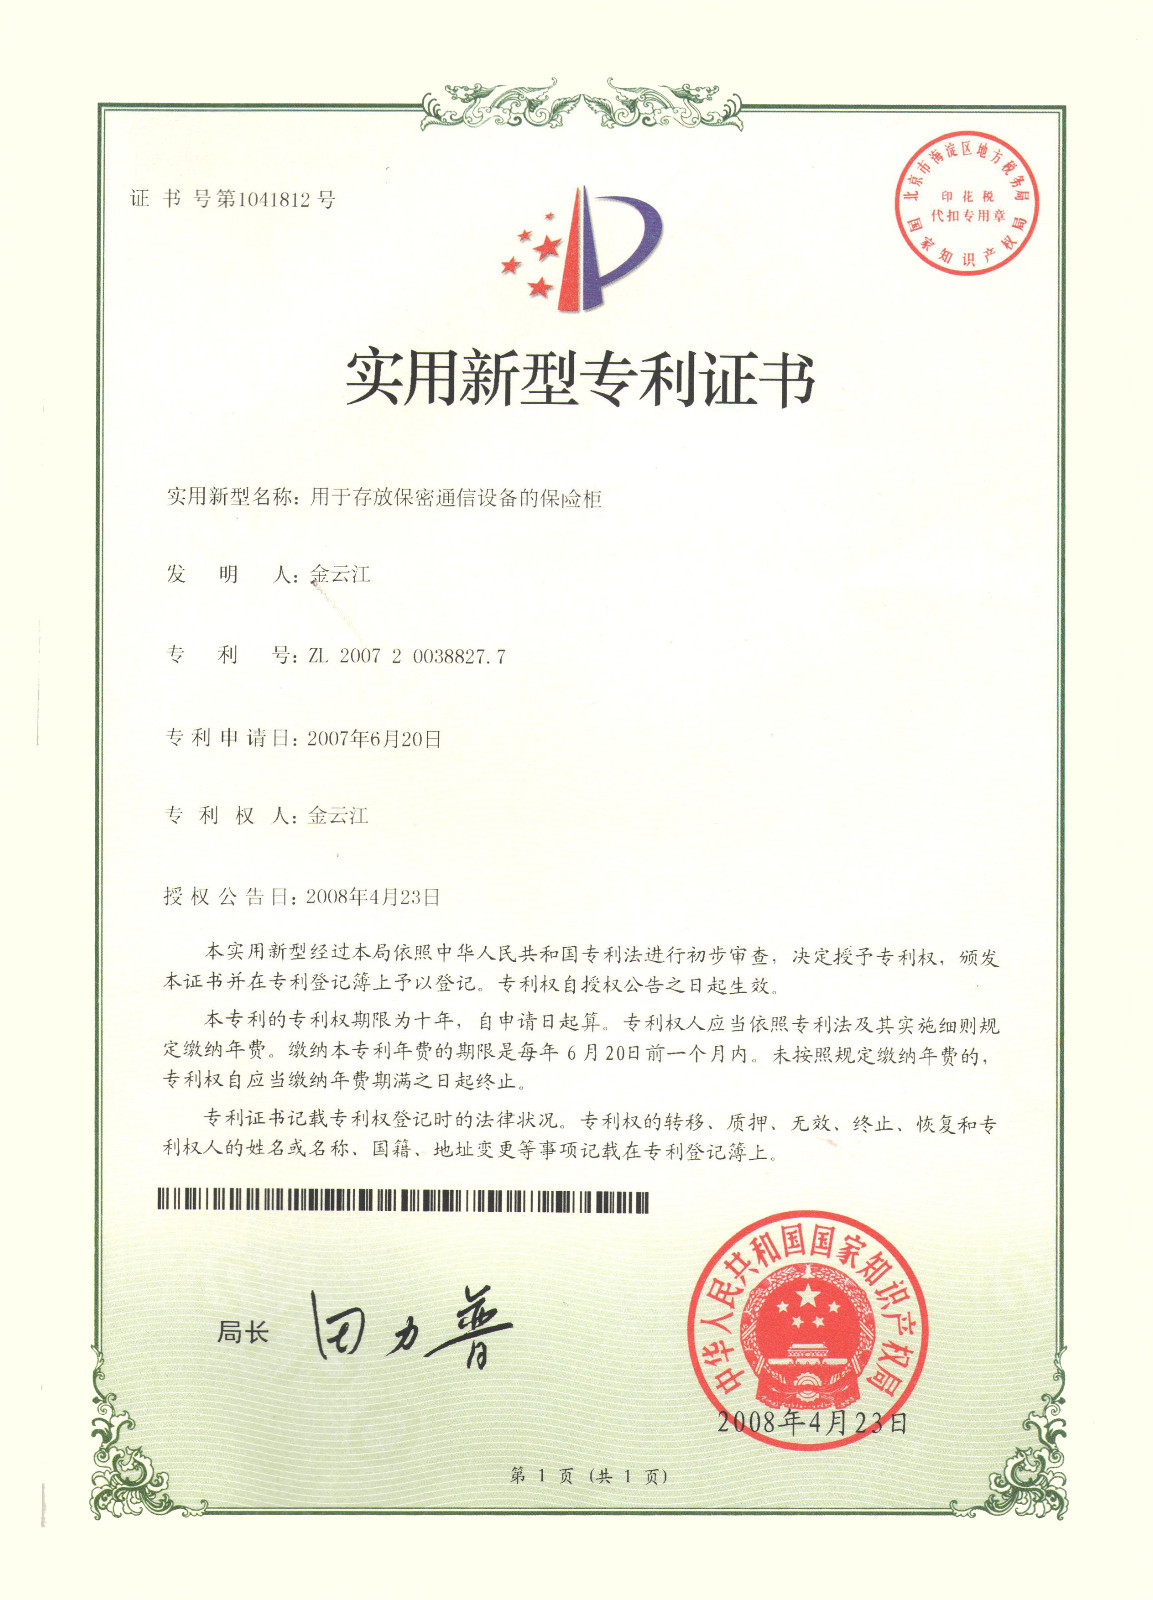 证书号第1041812号
北京市海淀区地方税务局
印花税
代扣专用章
国家知识产权局
实用新型专利证书
实用新型名称：用于存放保密通信设备的保险柜
发明人：金云江
专利号：ZL 2007 2 0038827.7
专利申请日：2007年6月20日
专利权人：金云江
授权公告日：2008年4月23日
本实用新型经过本局依照中华人民共和国专利法进行初步审查，决定授予专利权，颁发
本证书并在专利登记簿上予以登记。专利权自授权公告之日起生效。
本专利的专利权期限为十年，自申请日起算。专利权人应当依照专利法及其实施细则规
定缴纳年费。缴纳本专利年费的期限是每年 6 月 20日前一个月内。未按照规定缴纳年费的，
专利权自应当缴纳年费期满之日起终止。
专利证书记载专利权登记时的法律状况。专利权的转移、质押、无效、终止、恢复和专
利权人的姓名或名称、国籍、地址变更等事项记载在专利登记簿上。
局长 田力普
中华人民共和国国家知识产权局
2008年4月23日
第 1 页 (共 1 页)